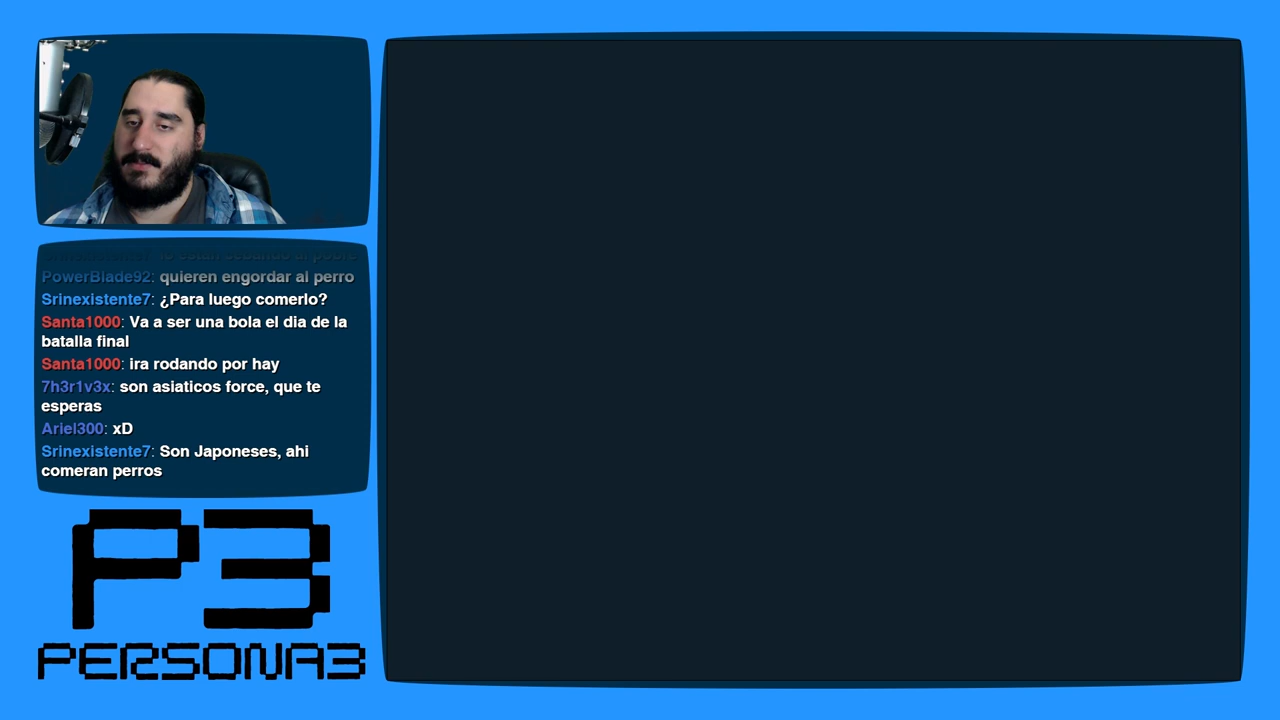 PowerBlade92: quieren engordar al perro
Srinexistente7: ¿Para luego comerlo?
Santa1000: Va a ser una bola el dia de la
batalla final
Santa1000: ira rodando por hay
7h3r1v3x: son asiaticos force, que te
esperas
Ariel300: xD
Srinexistente7: Son Japoneses, ahi
comeran perros
P3
PERSONA3